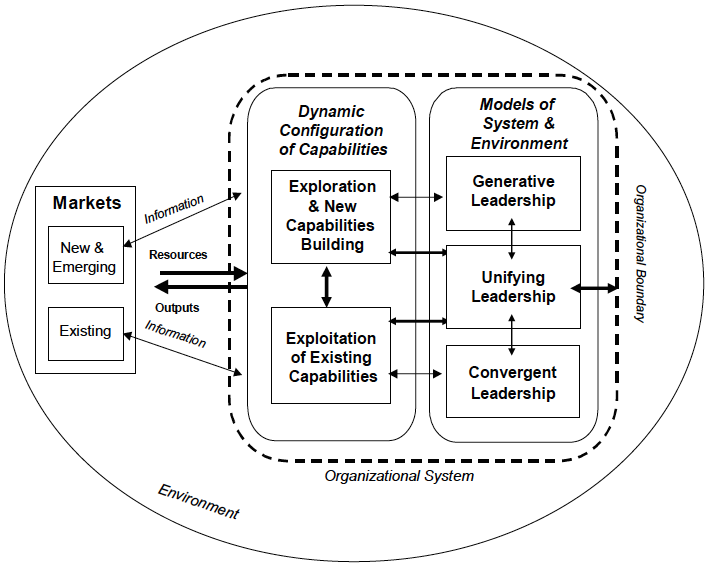 Markets
New &
Emerging
Existing
Information
Resources
Outputs
Information
Dynamic
Configuration
of Capabilities
Exploration
& New
Capabilities
Building
Exploitation
of Existing
Capabilities
Models of
System &
Environment
Generative
Leadership
Unifying
Leadership
Convergent
Leadership
Organizational Boundary
Organizational System
Environment